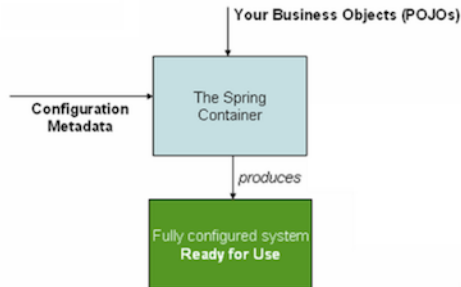 Your Business Objects (POJOs)
The Spring
Container
Configuration
Metadata
produces
Fully configured system
Ready for Use